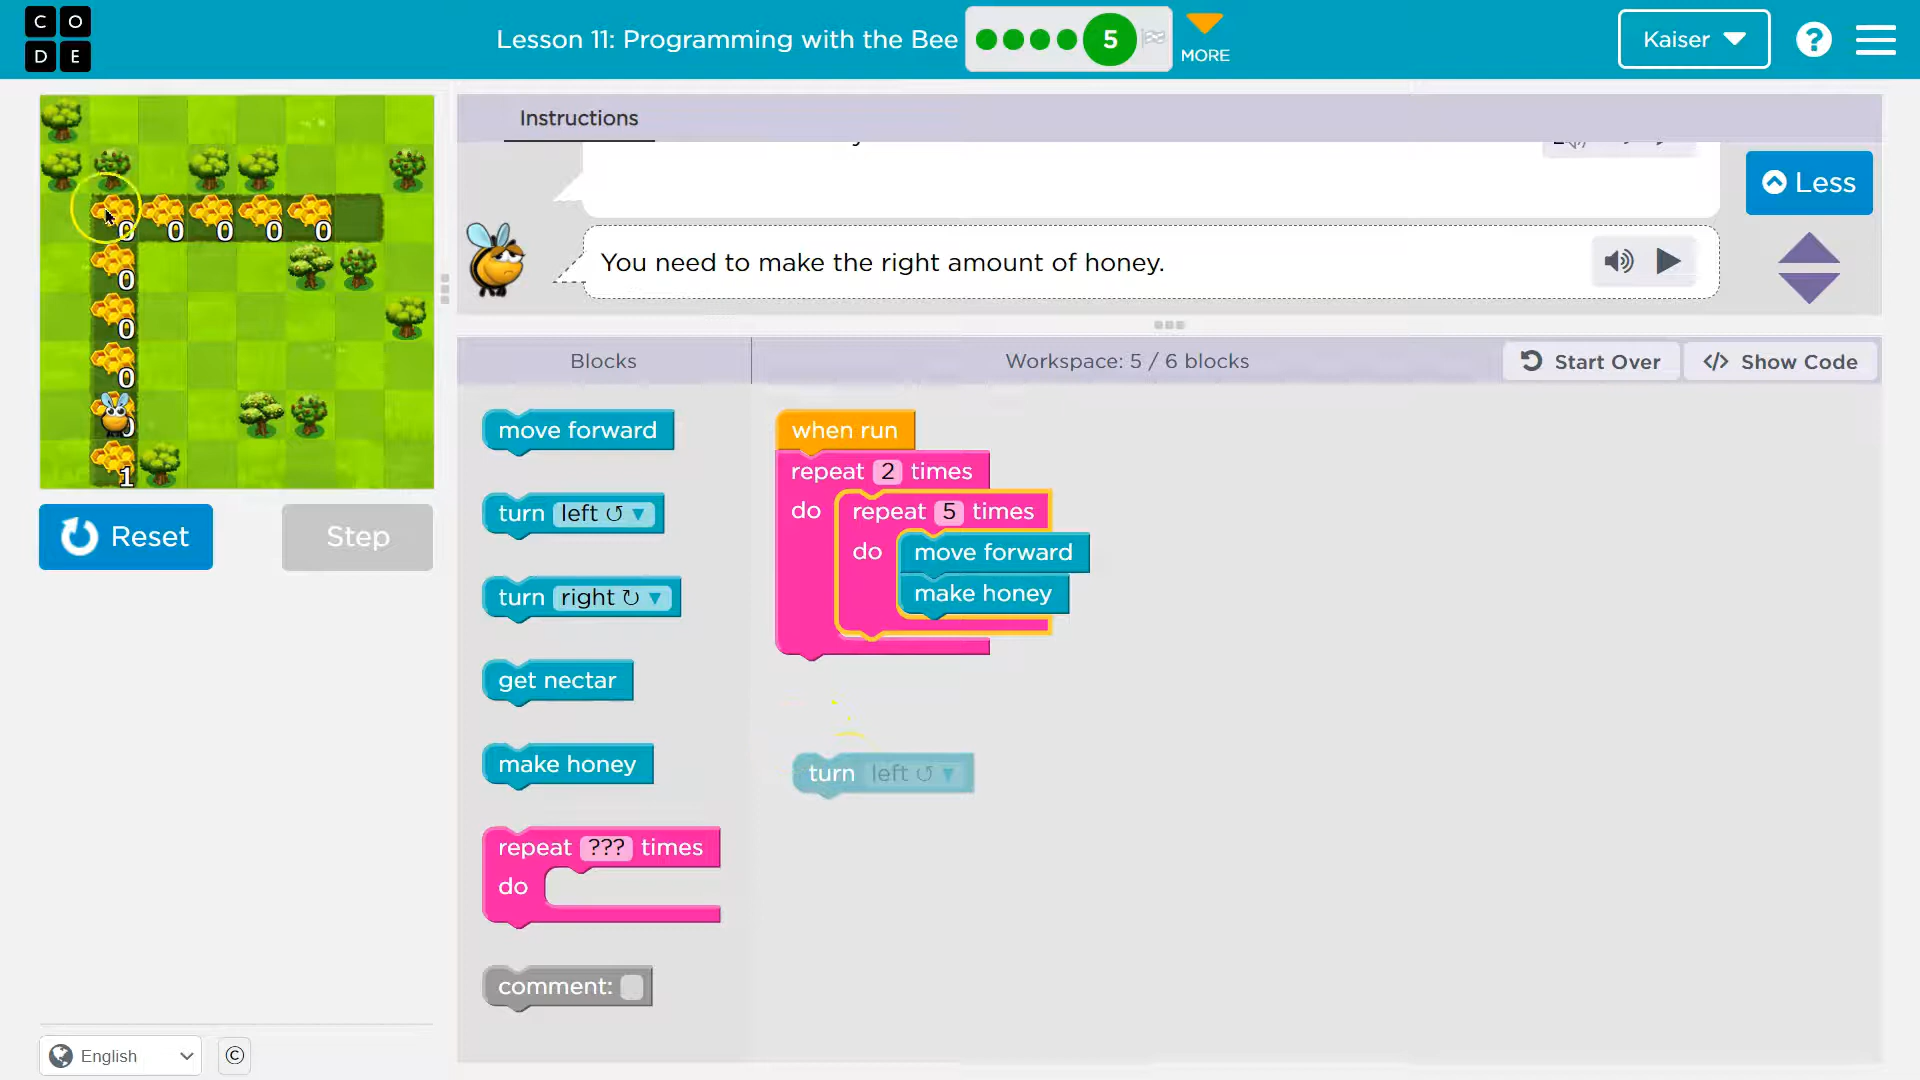 C O
D E
Lesson 11: Programming with the Bee
5
MORE
Kaiser
?
Instructions
Less
You need to make the right amount of honey.
0 0 0 0 0
0
0
0
0
1
Reset
Step
Blocks
Workspace: 5 / 6 blocks
Start Over
</> Show Code
move forward
turn left ↺ ▼
turn right ↻ ▼
get nectar
make honey
repeat ??? times
do
comment:
when run
repeat 2 times
do
repeat 5 times
do
move forward
make honey
turn left ↺ ▼
English
©